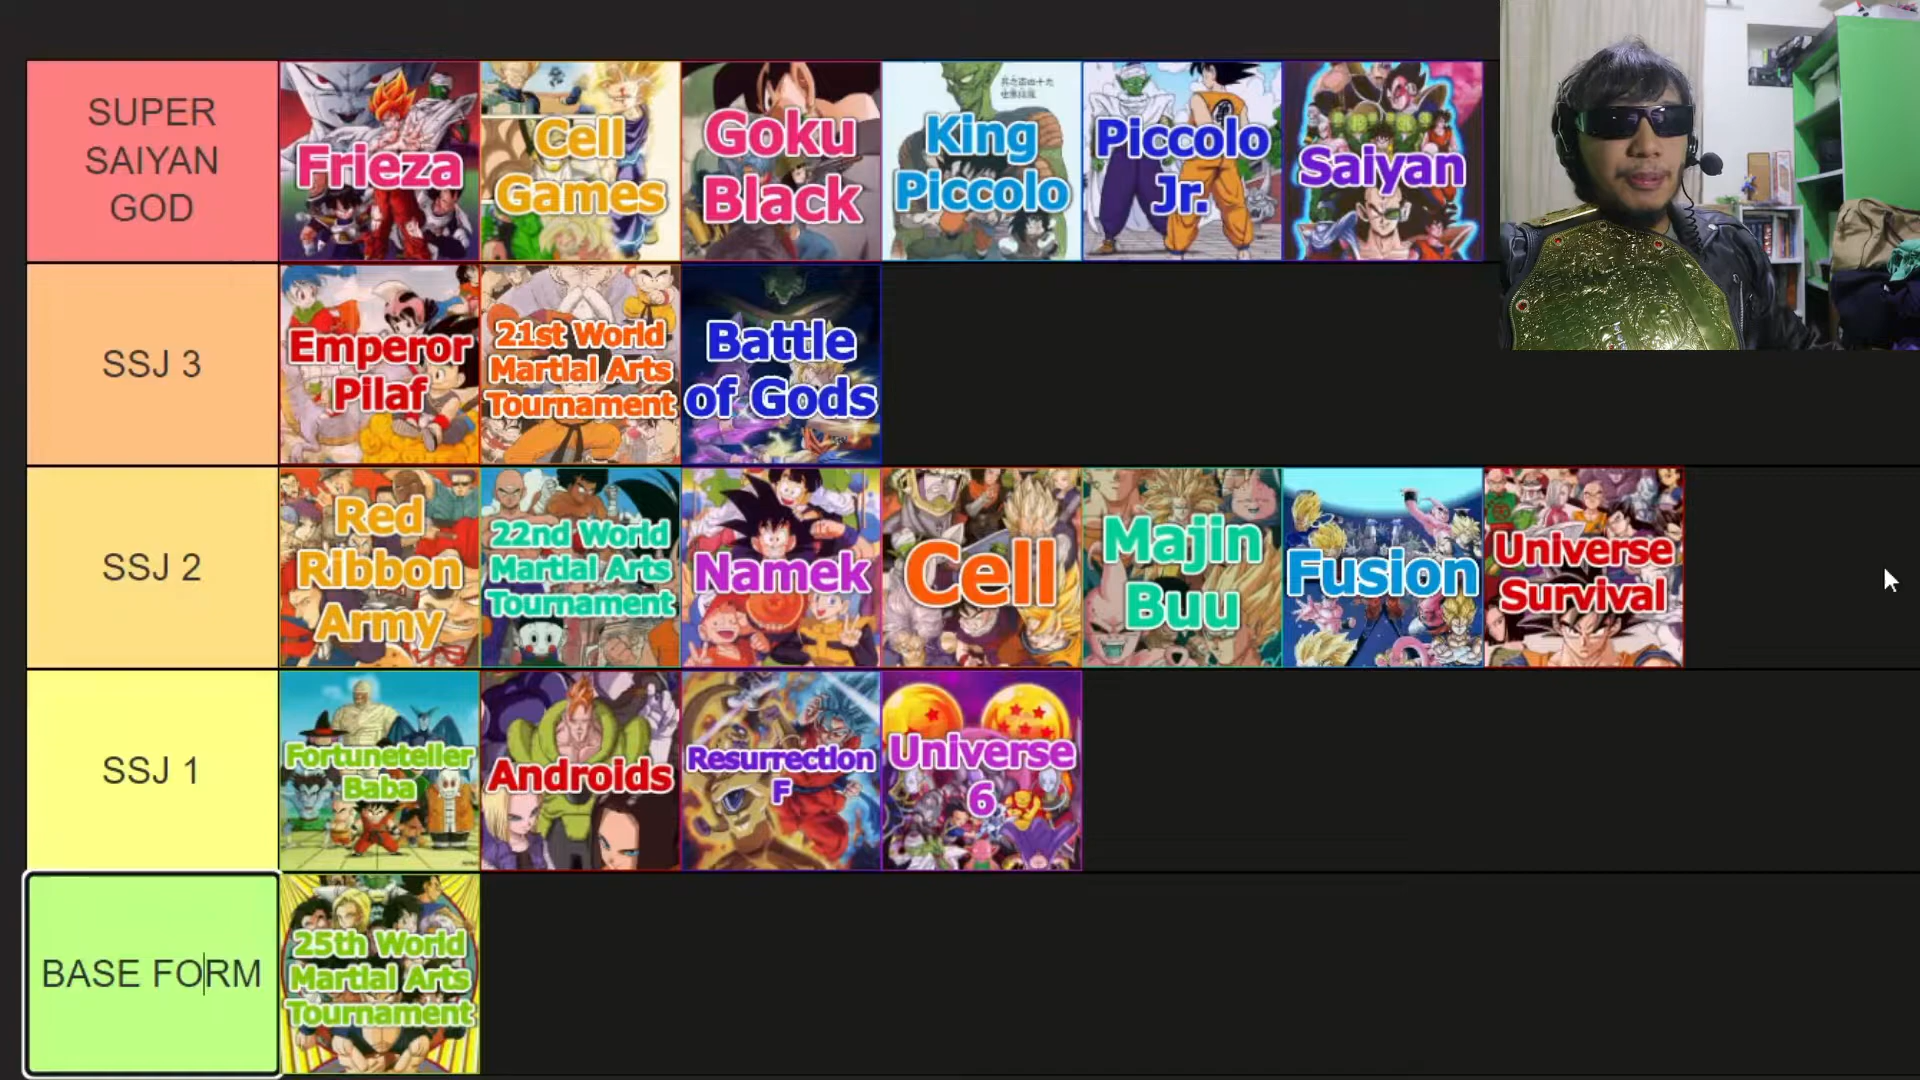 SUPER
SAIYAN
GOD
Frieza
Cell
Games
Goku
Black
King
Piccolo
Piccolo
Jr.
Saiyan
SSJ 3
Emperor
Pilaf
21st World
Martial Arts
Tournament
Battle
of Gods
SSJ 2
Red
Ribbon
Army
22nd World
Martial Arts
Tournament
Namek
Cell
Majin
Buu
Fusion
Universe
Survival
SSJ 1
Fortuneteller
Baba
Androids
Resurrection
F
Universe
6
BASE FORM
25th World
Martial Arts
Tournament